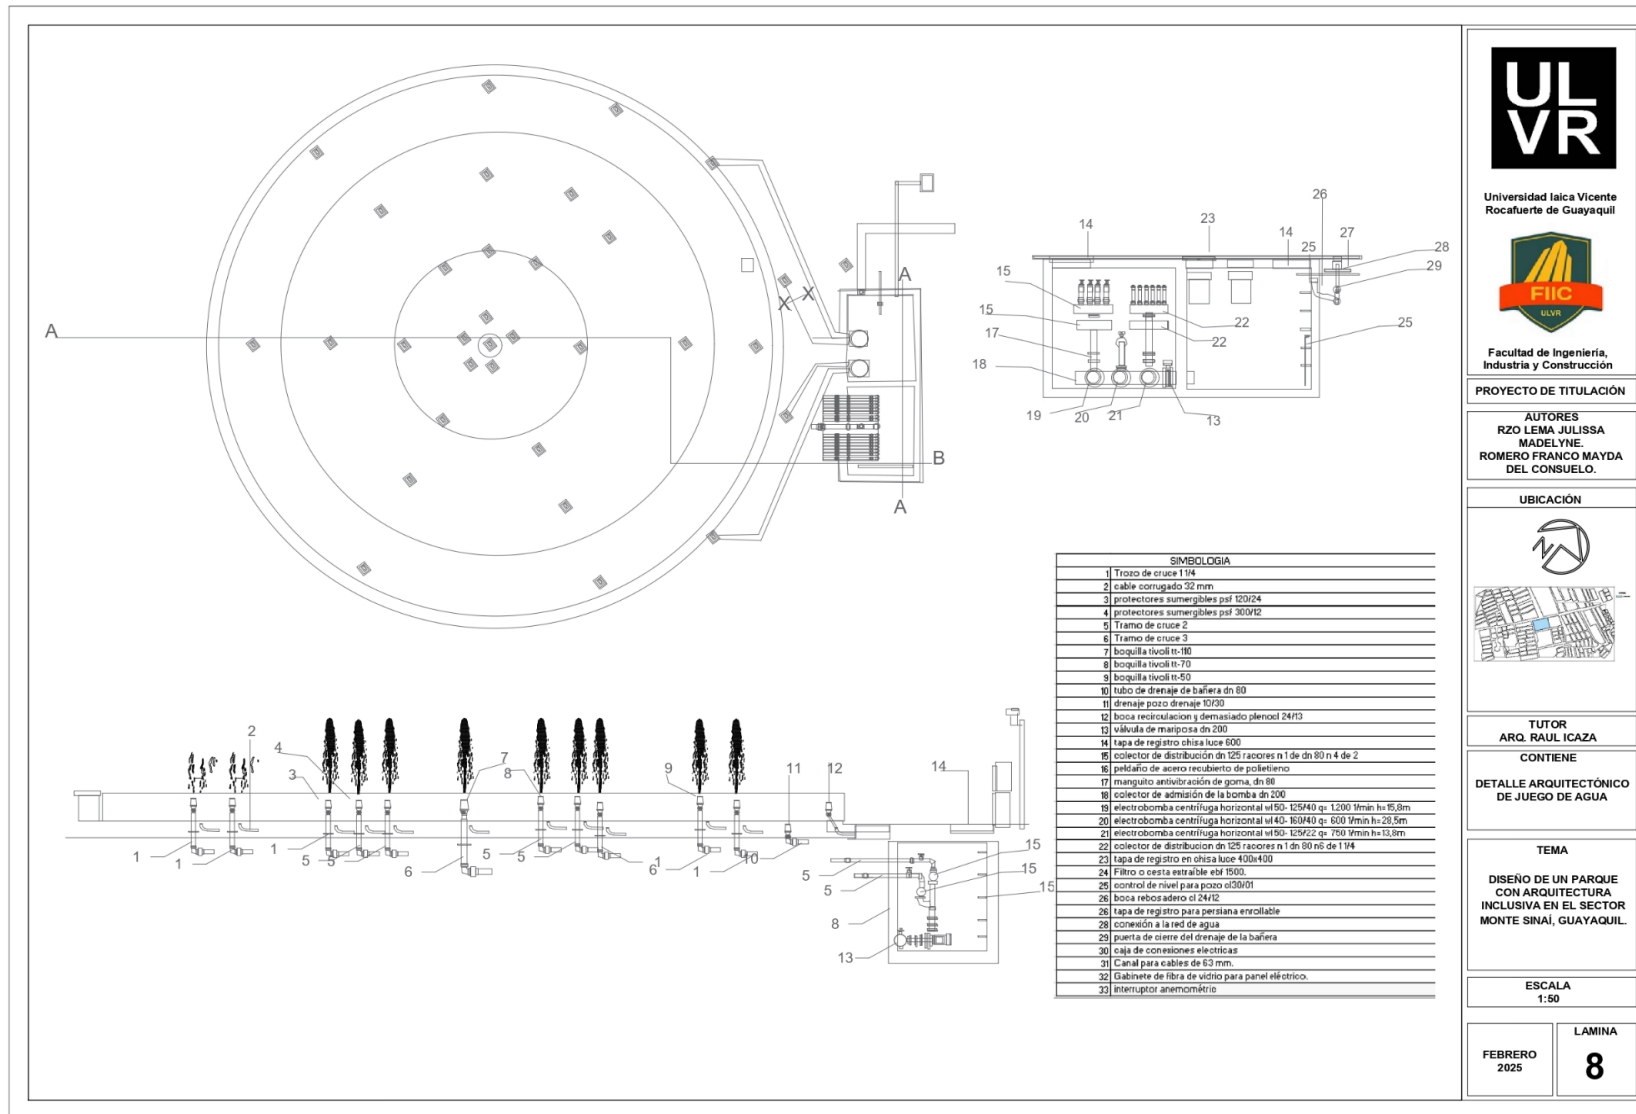 A
A
A
B
A
X
X
14
23
14
25
26
27
28
29
15
15
17
18
22
22
25
19
20
21
13
SIMBOLOGIA
1 Trozo de cruce 1 1/4
2 cable corrugado 32 mm
3 protectores sumergibles psf 120/24
4 protectores sumergibles psf 300/12
5 Tramo de cruce 2
6 Tramo de cruce 3
7 boquilla tivoli tt-110
8 boquilla tivoli tt-70
9 boquilla tivoli tt-50
10 tubo de drenaje de bañera dn 80
11 drenaje pozo drenaje 10/30
12 boca recirculacion y demasiado plenocl 24/13
13 válvula de mariposa dn 200
14 tapa de registro chisa luce 600
15 colector de distribución dn 125 racores n 1 de dn 80 n 4 de 2
16 peldaño de acero recubierto de polietileno
17 manguito antivibración de goma, dn 80
18 colector de admisión de la bomba dn 200
19 electrobomba centrífuga horizontal wl 50- 125/40 q= 1.200 1/min h=15,8m
20 electrobomba centrífuga horizontal wl 40- 160/40 q= 600 1/min h=28,5m
21 electrobomba centrífuga horizontal wl 50- 125/22 q= 750 1/min h=13,8m
22 colector de distribucion dn 125 racores n 1 dn 80 n6 de 1 1/4
23 tapa de registro en chisa luce 400x400
24 Filtro o cesta extraíble ebf 1500.
25 control de nivel para pozo cl30/01
26 boca rebosadero cl 24/12
26 tapa de registro para persiana enrollable
28 conexión a la red de agua
29 puerta de cierre del drenaje de la bañera
30 caja de conexiones electricas
31 Canal para cables de 63 mm.
32 Gabinete de fibra de vidrio para panel eléctrico.
33 interruptor anemométric
2
4
3
7
8
9
11
12
14
1
1
1
5
5
6
5
5
6
1
1
10
5
5
15
15
15
8
13
UL
VR
Universidad laica Vicente
Rocafuerte de Guayaquil
FIIC
ULVR
Facultad de Ingeniería,
Industria y Construcción
PROYECTO DE TITULACIÓN
AUTORES
RZO LEMA JULISSA
MADELYNE.
ROMERO FRANCO MAYDA
DEL CONSUELO.
UBICACIÓN
N
TUTOR
ARQ. RAUL ICAZA
CONTIENE
DETALLE ARQUITECTÓNICO
DE JUEGO DE AGUA
TEMA
DISEÑO DE UN PARQUE
CON ARQUITECTURA
INCLUSIVA EN EL SECTOR
MONTE SINAÍ, GUAYAQUIL.
ESCALA
1:50
FEBRERO
2025
LAMINA
8